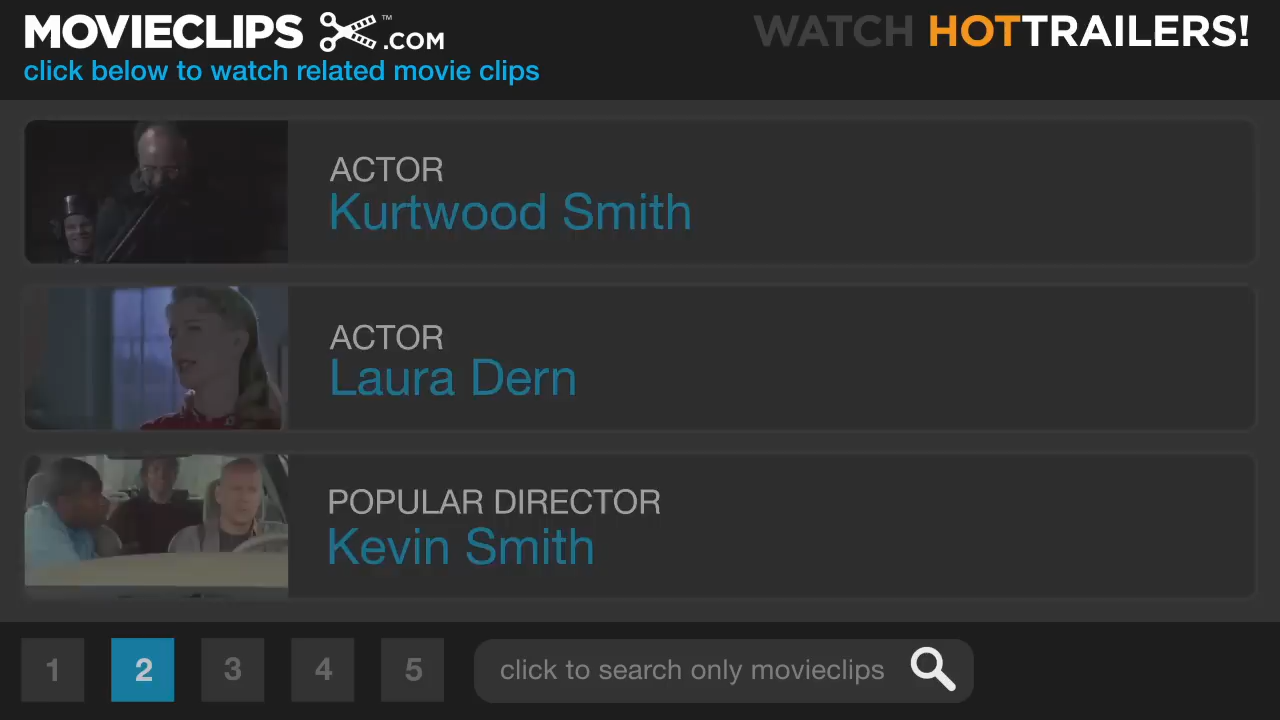 MOVIECLIPS ™ .COM
WATCH HOTTRAILERS!
click below to watch related movie clips
ACTOR
Kurtwood Smith
ACTOR
Laura Dern
POPULAR DIRECTOR
Kevin Smith
1 2 3 4 5
click to search only movieclips